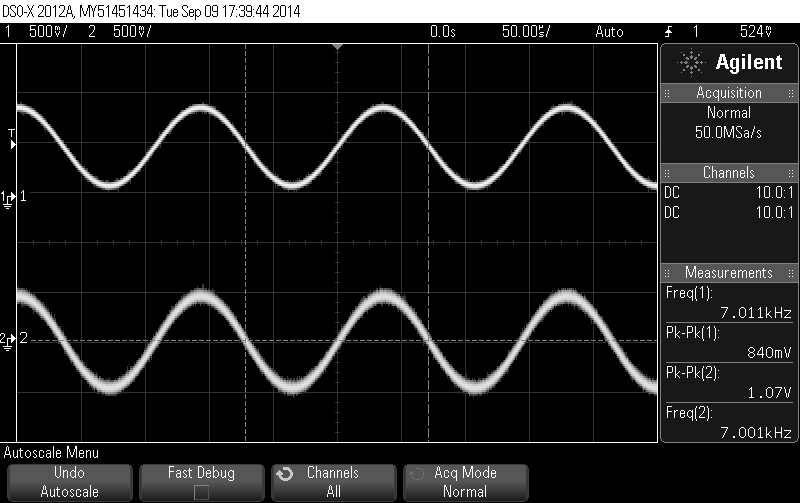 DSO-X 2012A, MY51451434: Tue Sep 09 17:39:44 2014
1 500mV/ 2 500mV/ 0.0s 50.00us/ Auto 1 524mV
Agilent
Acquisition
Normal
50.0MSa/s
Channels
DC 10.0:1
DC 10.0:1
Measurements
Freq(1):
7.011kHz
Pk-Pk(1):
840mV
Pk-Pk(2):
1.07V
Freq(2):
7.001kHz
T
1 1
2 2
Autoscale Menu
Undo Autoscale
Fast Debug
Channels All
Acq Mode Normal